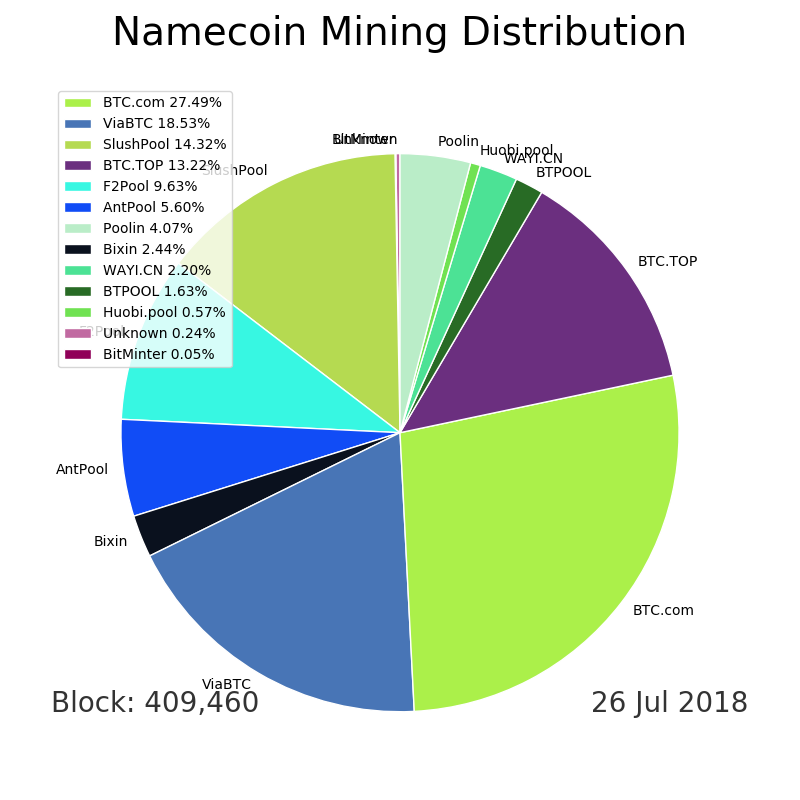 Namecoin Mining Distribution
BTC.com 27.49%
ViaBTC 18.53%
SlushPool 14.32%
BTC.TOP 13.22%
F2Pool 9.63%
AntPool 5.60%
Poolin 4.07%
Bixin 2.44%
WAYI.CN 2.20%
BTPOOL 1.63%
Huobi.pool 0.57%
Unknown 0.24%
BitMinter 0.05%
BitMinter
Unknown
Poolin
Huobi.pool
WAYI.CN
BTPOOL
SlushPool
BTC.TOP
F2Pool
AntPool
Bixin
BTC.com
ViaBTC
Block: 409,460
26 Jul 2018